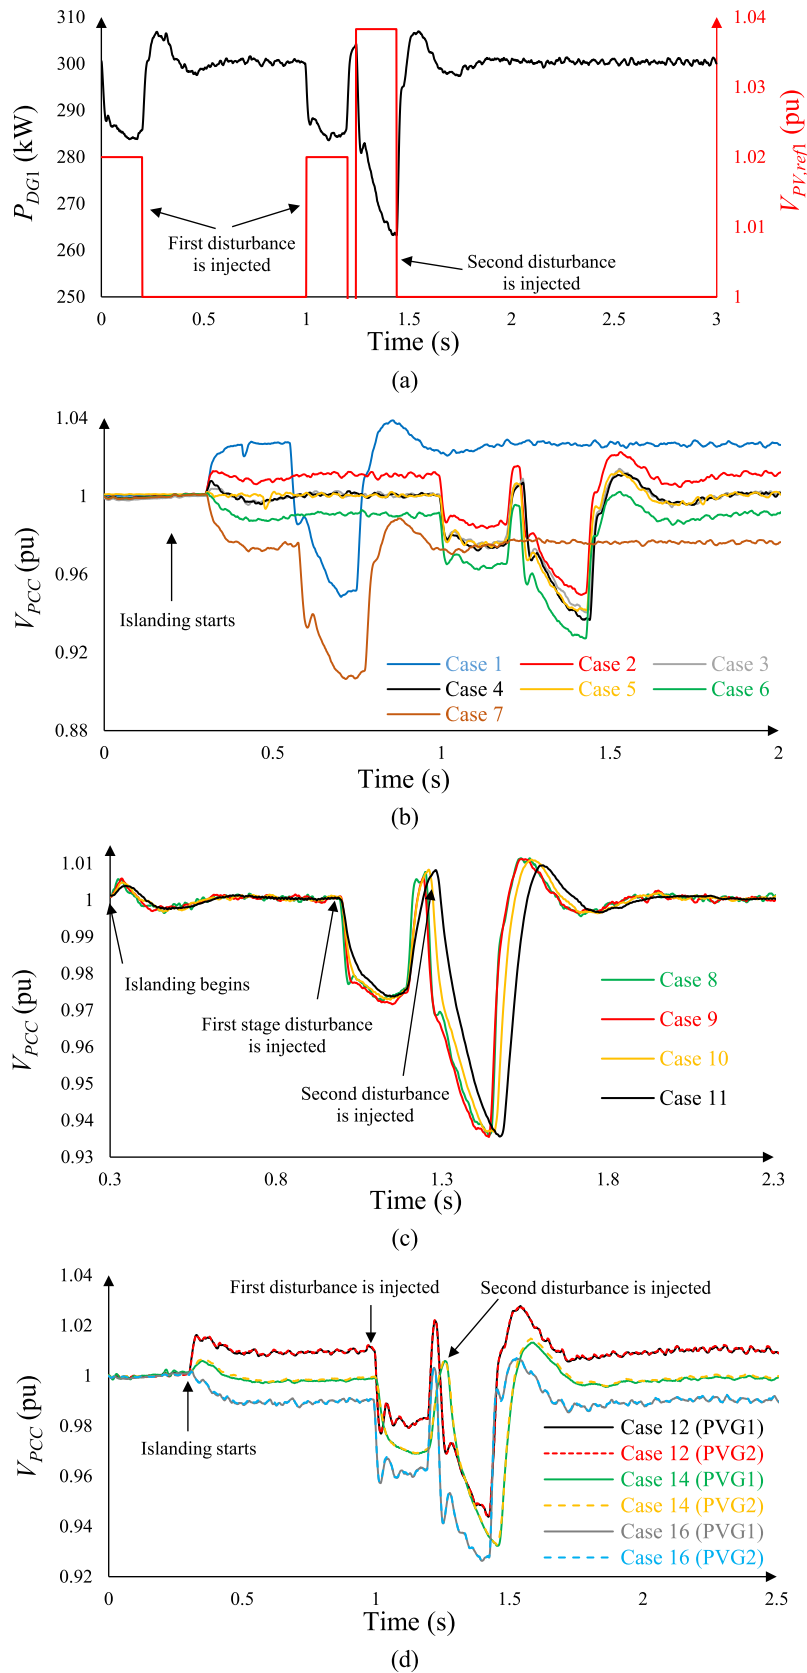 310
300
290
280
270
260
250
P_DG1 (kW)
1.04
1.03
1.02
1.01
1
V_PV,ref1 (pu)
First disturbance
is injected
Second disturbance
is injected
0
0.5
1
1.5
2
2.5
3
Time (s)
(a)
1.04
1
0.96
0.92
0.88
V_PCC (pu)
Islanding starts
Case 1
Case 2
Case 3
Case 4
Case 5
Case 6
Case 7
0
0.5
1
1.5
2
Time (s)
(b)
1.01
1
0.99
0.98
0.97
0.96
0.95
0.94
0.93
V_PCC (pu)
Islanding begins
First stage disturbance
is injected
Second disturbance
is injected
Case 8
Case 9
Case 10
Case 11
0.3
0.8
1.3
1.8
2.3
Time (s)
(c)
1.04
1.02
1
0.98
0.96
0.94
0.92
V_PCC (pu)
First disturbance is injected
Second disturbance is injected
Islanding starts
Case 12 (PVG1)
Case 12 (PVG2)
Case 14 (PVG1)
Case 14 (PVG2)
Case 16 (PVG1)
Case 16 (PVG2)
0
0.5
1
1.5
2
2.5
Time (s)
(d)